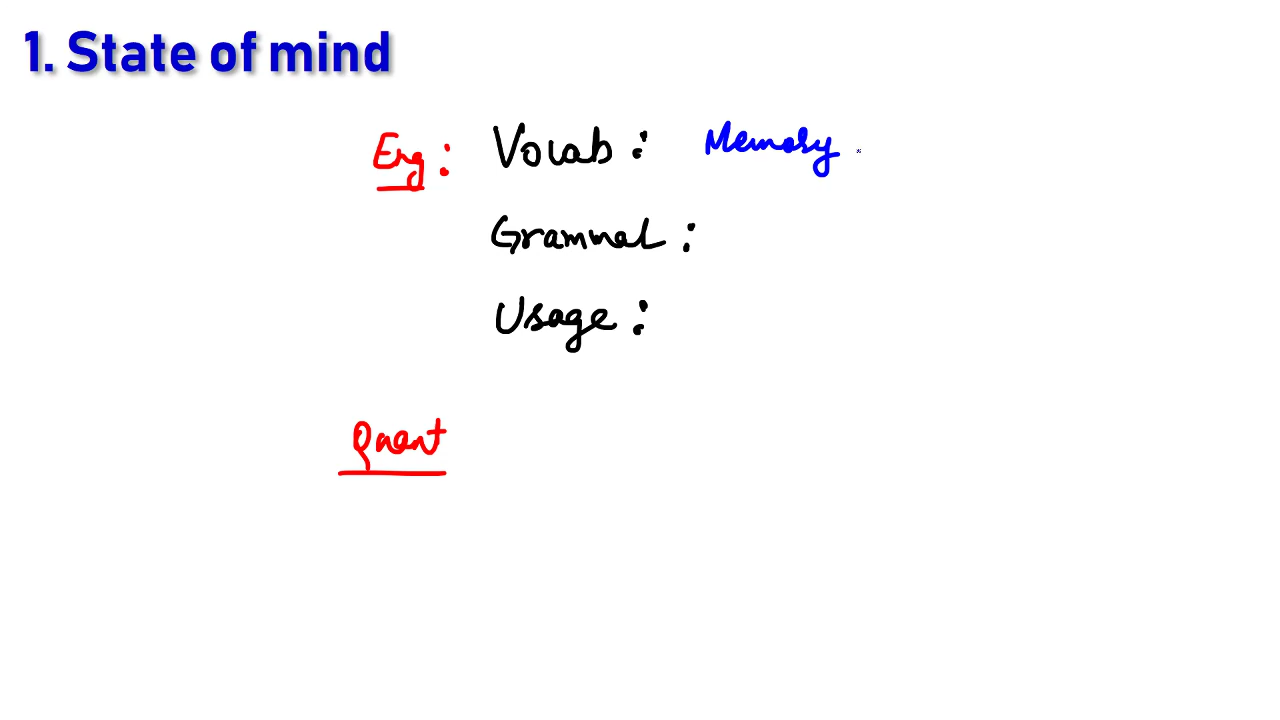 1. State of mind
Eng: Vocab: Memory
Grammar:
Usage:
Quant